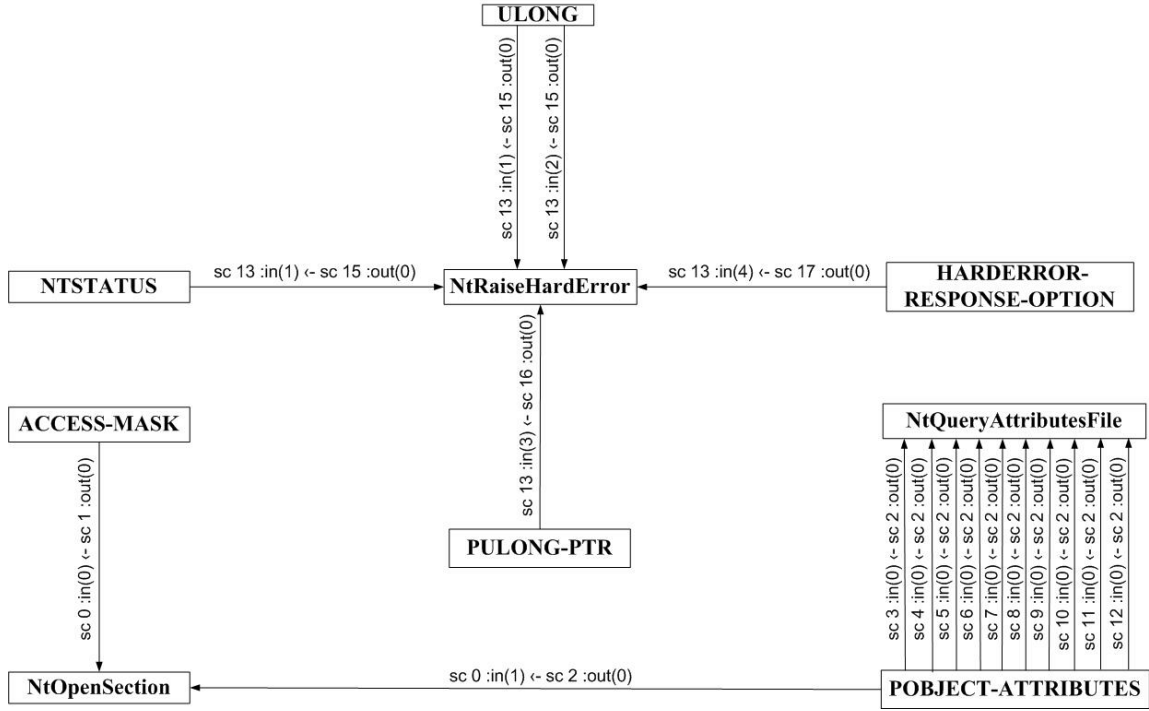 ULONG
sc 13 :in(1) ‹- sc 15 :out(0)
sc 13 :in(2) ‹- sc 15 :out(0)
NTSTATUS
sc 13 :in(1) ‹- sc 15 :out(0)
NtRaiseHardError
sc 13 :in(4) ‹- sc 17 :out(0)
HARDERROR-
RESPONSE-OPTION
sc 13 :in(3) ‹- sc 16 :out(0)
PULONG-PTR
ACCESS-MASK
sc 0 :in(0) ‹- sc 1 :out(0)
NtOpenSection
sc 0 :in(1) ‹- sc 2 :out(0)
NtQueryAttributesFile
sc 3 :in(0) ‹- sc 2 :out(0)
sc 4 :in(0) ‹- sc 2 :out(0)
sc 5 :in(0) ‹- sc 2 :out(0)
sc 6 :in(0) ‹- sc 2 :out(0)
sc 7 :in(0) ‹- sc 2 :out(0)
sc 8 :in(0) ‹- sc 2 :out(0)
sc 9 :in(0) ‹- sc 2 :out(0)
sc 10 :in(0) ‹- sc 2 :out(0)
sc 11 :in(0) ‹- sc 2 :out(0)
sc 12 :in(0) ‹- sc 2 :out(0)
POBJECT-ATTRIBUTES